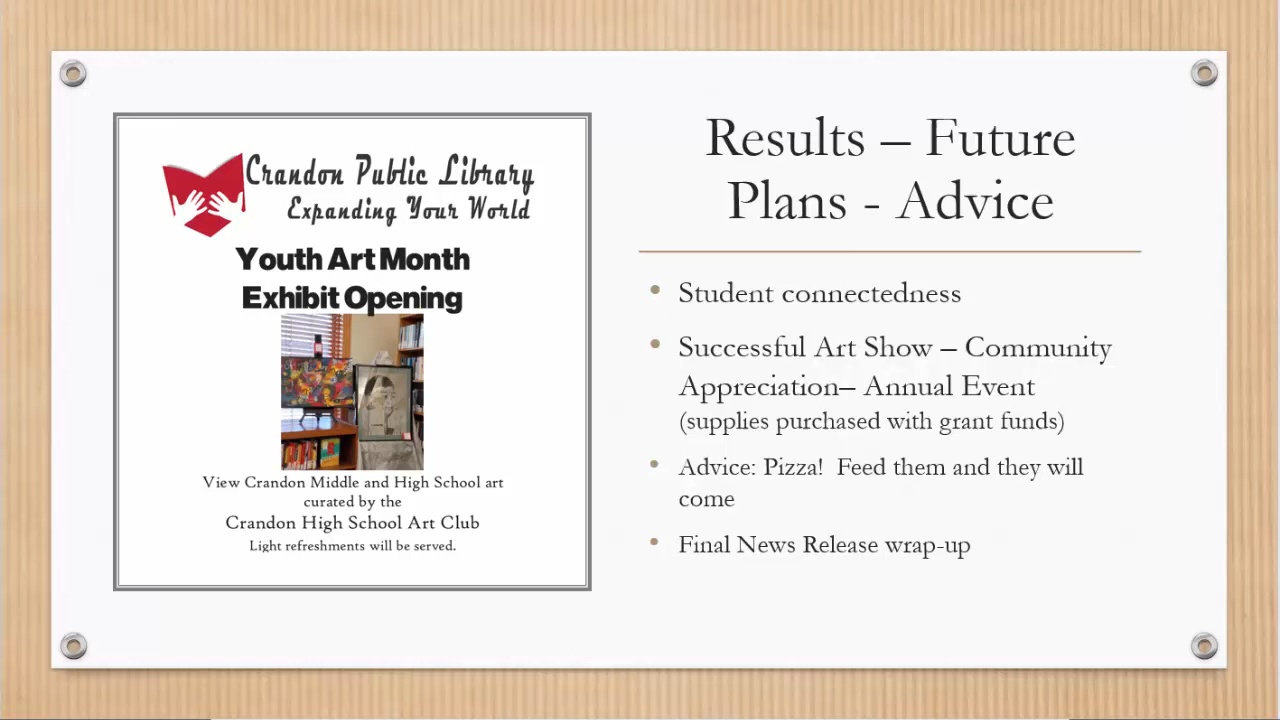 Crandon Public Library
Expanding Your World
Youth Art Month
Exhibit Opening
View Crandon Middle and High School art
curated by the
Crandon High School Art Club
Light refreshments will be served.
Results – Future
Plans - Advice
• Student connectedness
• Successful Art Show – Community
Appreciation– Annual Event
(supplies purchased with grant funds)
• Advice: Pizza!  Feed them and they will
come
• Final News Release wrap-up